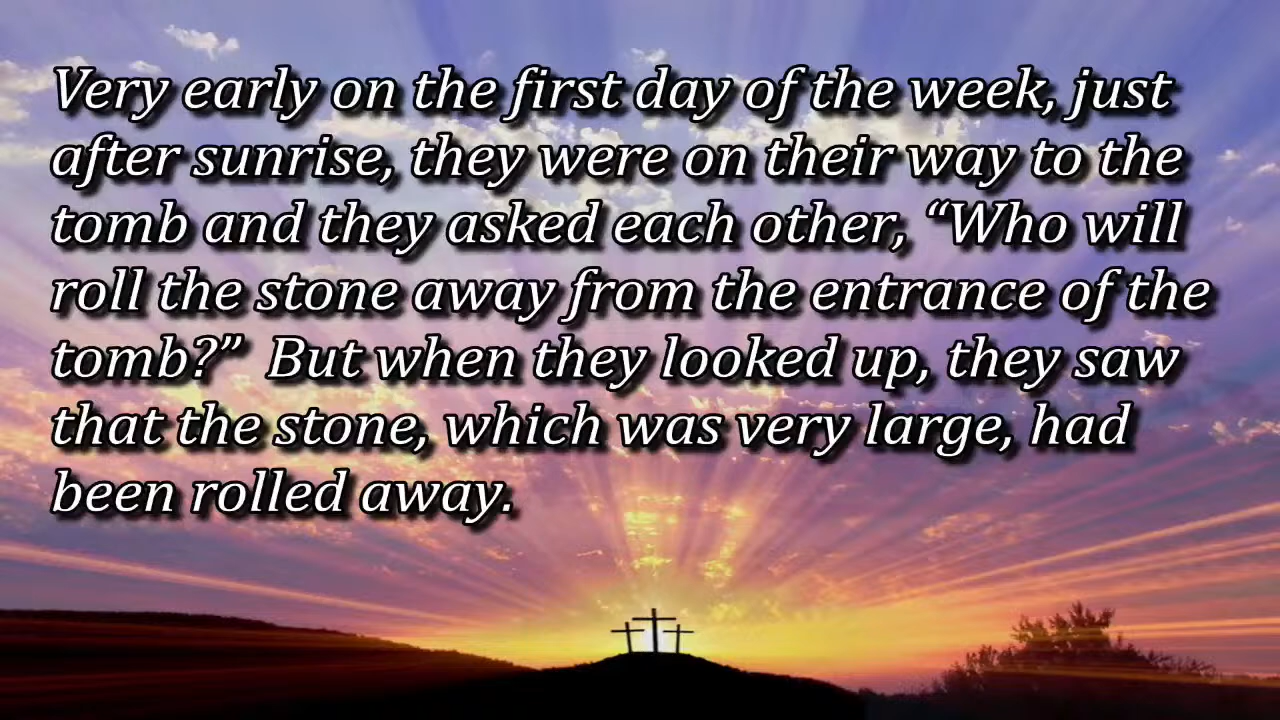 Very early on the first day of the week, just
after sunrise, they were on their way to the
tomb and they asked each other, “Who will
roll the stone away from the entrance of the
tomb?”  But when they looked up, they saw
that the stone, which was very large, had
been rolled away.